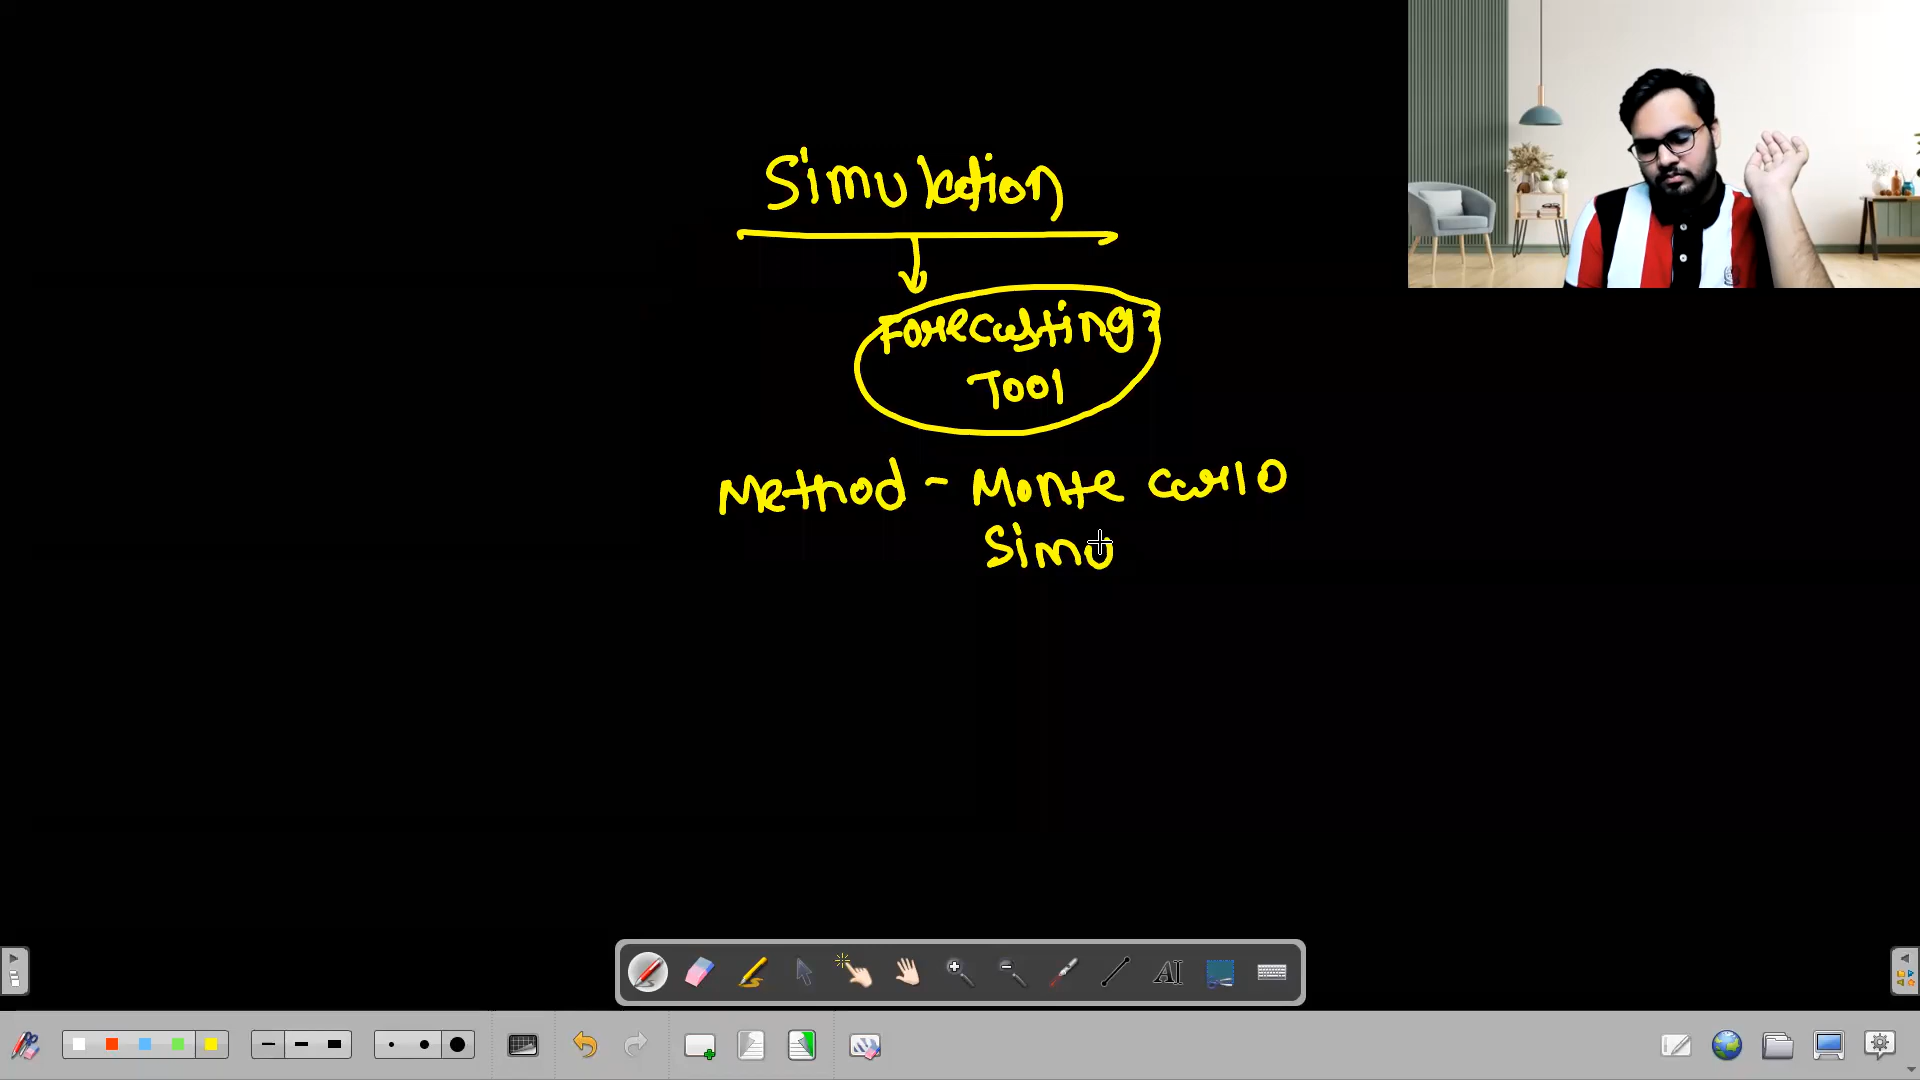 Simulation
Forecasting
Tool
Method - Monte Carlo
Simu